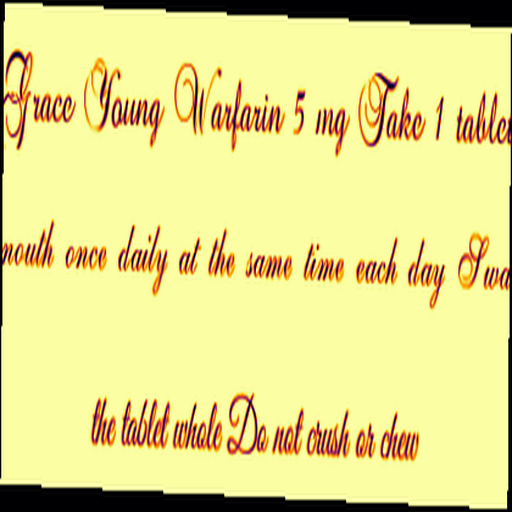 Grace Young Warfarin 5 mg Take 1 tablet
mouth once daily at the same time each day Swa
the tablet whole Do not crush or chew